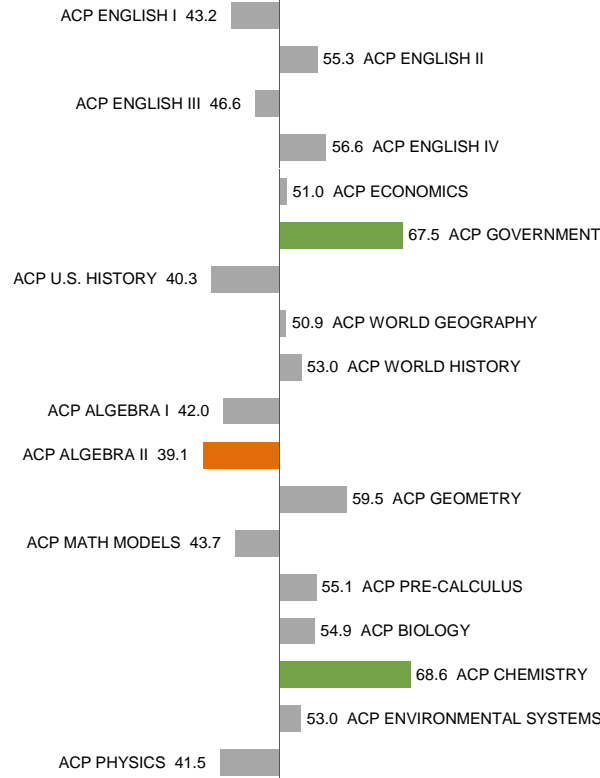 ACP ENGLISH I 43.2
55.3 ACP ENGLISH II
ACP ENGLISH III 46.6
56.6 ACP ENGLISH IV
51.0 ACP ECONOMICS
67.5 ACP GOVERNMENT
ACP U.S. HISTORY 40.3
50.9 ACP WORLD GEOGRAPHY
53.0 ACP WORLD HISTORY
ACP ALGEBRA I 42.0
ACP ALGEBRA II 39.1
59.5 ACP GEOMETRY
ACP MATH MODELS 43.7
55.1 ACP PRE-CALCULUS
54.9 ACP BIOLOGY
68.6 ACP CHEMISTRY
53.0 ACP ENVIRONMENTAL SYSTEMS
ACP PHYSICS 41.5